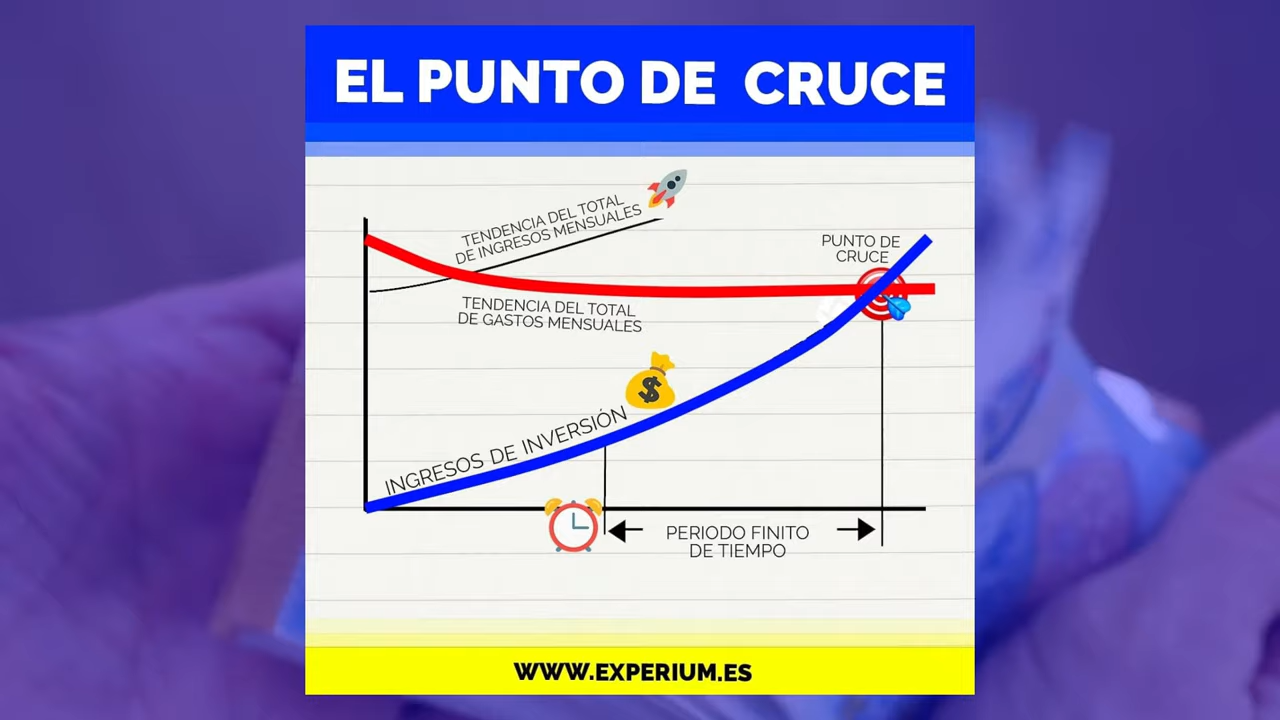 EL PUNTO DE CRUCE
TENDENCIA DEL TOTAL
DE INGRESOS MENSUALES
PUNTO DE
CRUCE
TENDENCIA DEL TOTAL
DE GASTOS MENSUALES
$
INGRESOS DE INVERSIÓN
PERIODO FINITO
DE TIEMPO
WWW.EXPERIUM.ES